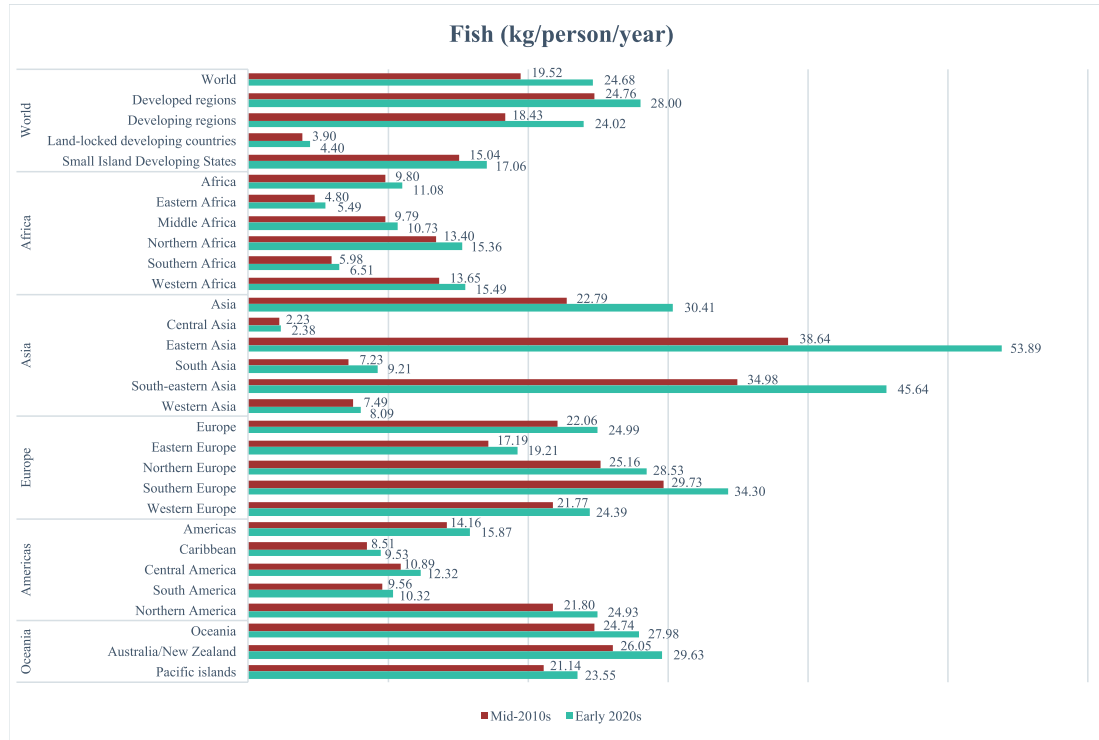 Fish (kg/person/year)
World
World 19.52 24.68
Developed regions 24.76 28.00
Developing regions 18.43 24.02
Land-locked developing countries 3.90 4.40
Small Island Developing States 15.04 17.06
Africa
Africa 9.80 11.08
Eastern Africa 4.80 5.49
Middle Africa 9.79 10.73
Northern Africa 13.40 15.36
Southern Africa 5.98 6.51
Western Africa 13.65 15.49
Asia
Asia 22.79 30.41
Central Asia 2.23 2.38
Eastern Asia 38.64 53.89
South Asia 7.23 9.21
South-eastern Asia 34.98 45.64
Western Asia 7.49 8.09
Europe
Europe 22.06 24.99
Eastern Europe 17.19 19.21
Northern Europe 25.16 28.53
Southern Europe 29.73 34.30
Western Europe 21.77 24.39
Americas
Americas 14.16 15.87
Caribbean 8.51 9.53
Central America 10.89 12.32
South America 9.56 10.32
Northern America 21.80 24.93
Oceania
Oceania 24.74 27.98
Australia/New Zealand 26.05 29.63
Pacific islands 21.14 23.55
Mid-2010s Early 2020s